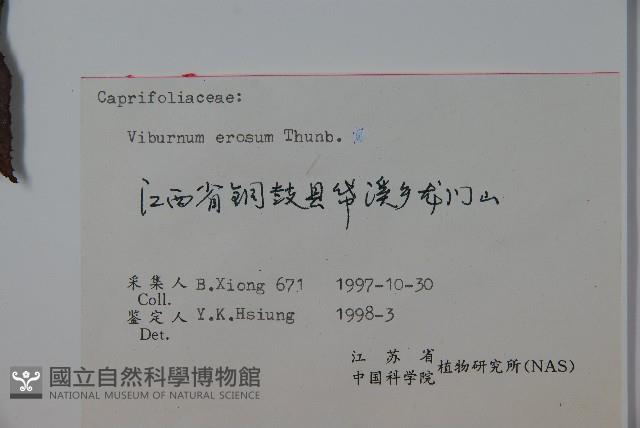 Caprifoliaceae:
Viburnum erosum Thunb.
江西省铜鼓县带溪乡龙门山
采集人 B.Xiong 671 1997-10-30
Coll.
鉴定人 Y.K.Hsiung 1998-3
Det.
江苏省
中国科学院 植物研究所(NAS)
國立自然科學博物館
NATIONAL MUSEUM OF NATURAL SCIENCE